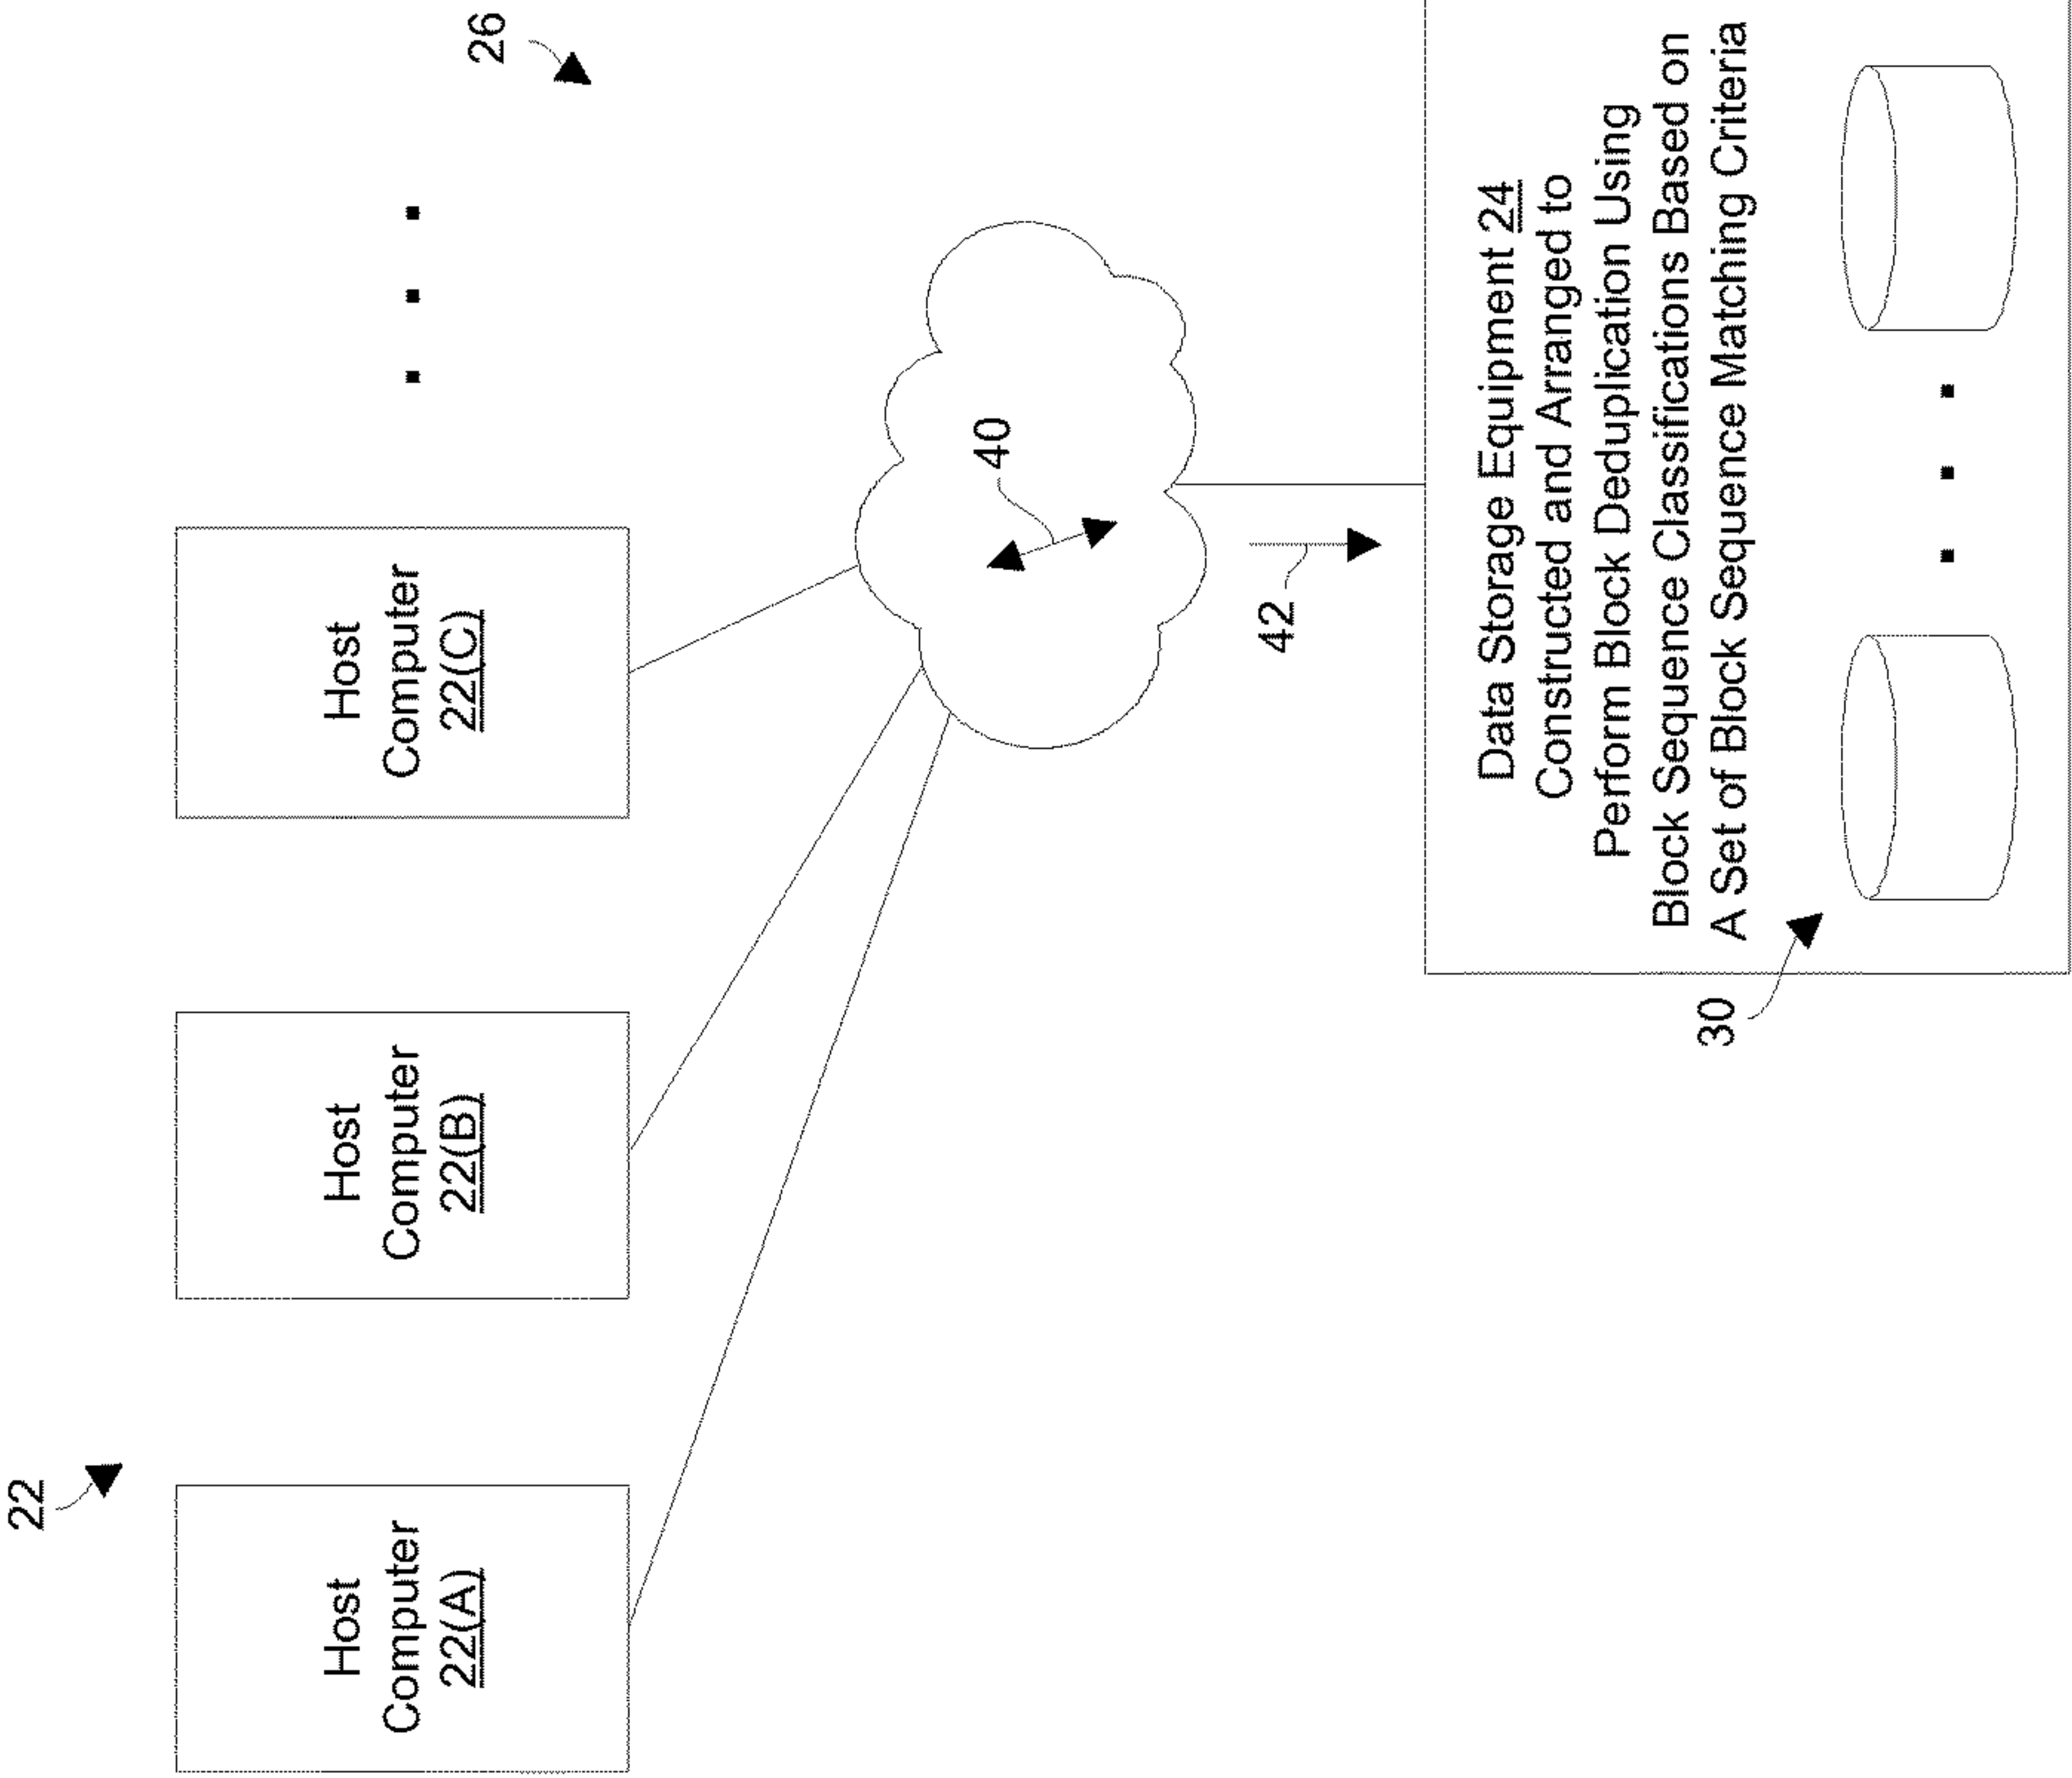 22
Host
Computer
22(A)
Host
Computer
22(B)
Host
Computer
22(C)
26
40
42
Data Storage Equipment 24
Constructed and Arranged to
Perform Block Deduplication Using
Block Sequence Classifications Based on
A Set of Block Sequence Matching Criteria
30